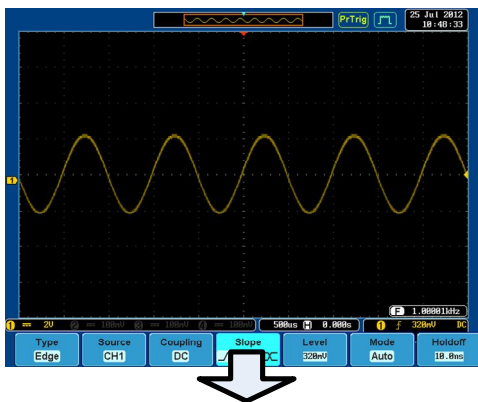 PrTrig
25 Jul 2012
10:48:33
1
F 1.00001kHz
1 2V 2 100mV 3 100mV 4 100mV 500us H 0.000s 1 320mV DC
Type Source Coupling Slope Level Mode Holdoff
Edge CH1 DC 320mV Auto 10.0ns